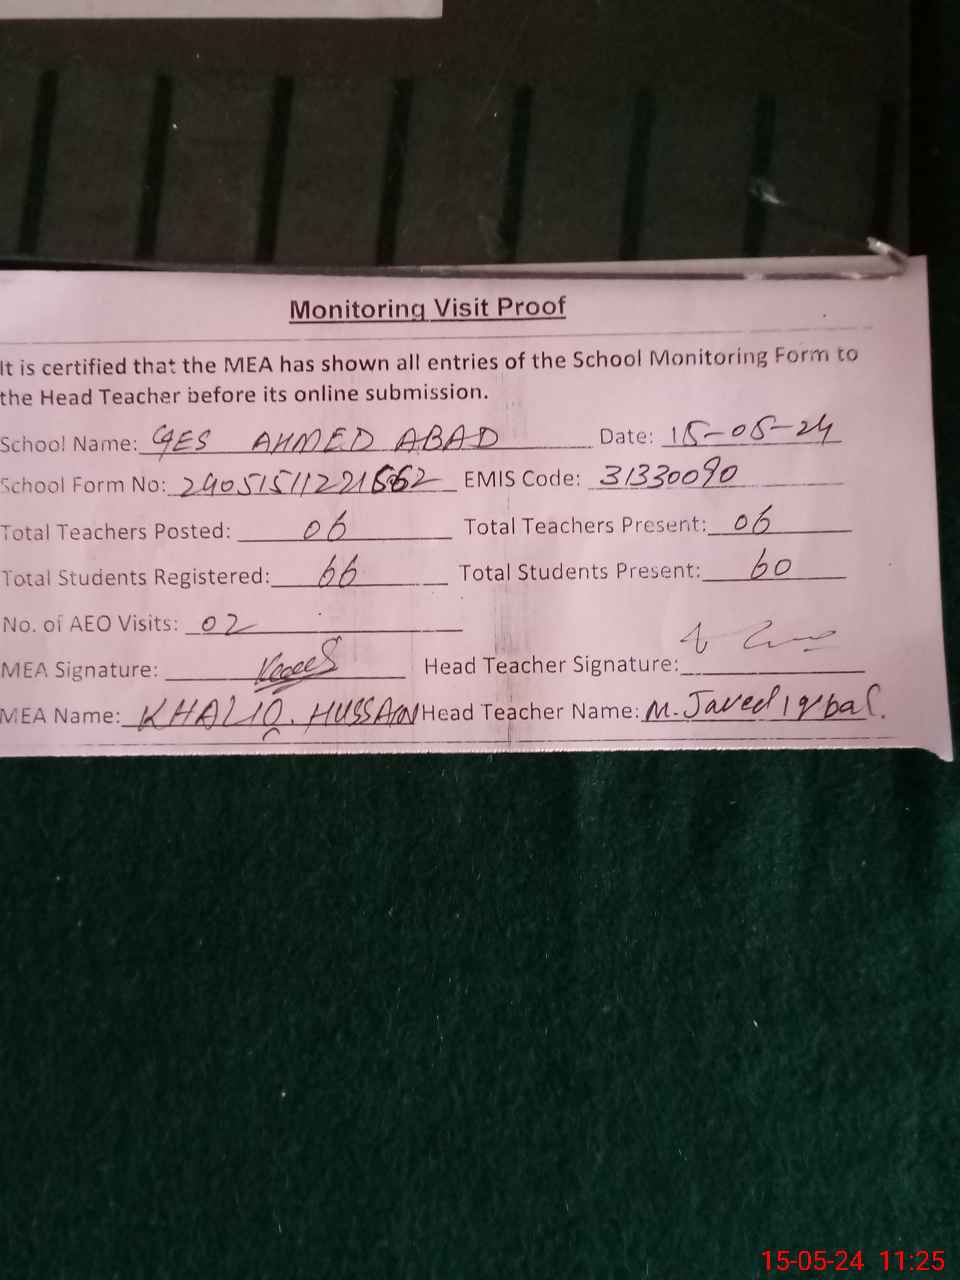 Monitoring Visit Proof
It is certified that the MEA has shown all entries of the School Monitoring Form to
the Head Teacher before its online submission.
School Name: GES AHMED ABAD Date: 15-05-24
School Form No: EMIS Code: 31330090
Total Teachers Posted: 06 Total Teachers Present: 06
Total Students Registered: 66 Total Students Present: 60
No. of AEO Visits: 02
MEA Signature: Head Teacher Signature:
MEA Name: KHALIQ. HUSSAIN Head Teacher Name: M. Javed iqbal.
15-05-24 11:25